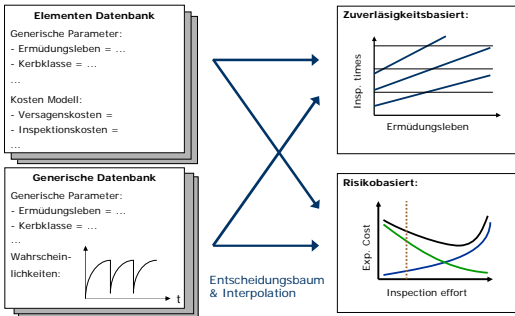 Elementen Datenbank
Generische Parameter:
- Ermüdungsleben = ...
- Kerbklasse = ...
...
Kosten Modell:
- Versagenskosten =
- Inspektionskosten =
...
Generische Datenbank
Generische Parameter:
- Ermüdungsleben = ...
- Kerbklasse = ...
...
Wahrschein-
lichkeiten:
t
Entscheidungsbaum
& Interpolation
Zuverläsigkeitsbasiert:
Insp. times
Ermüdungsleben
Risikobasiert:
Exp. Cost
Inspection effort